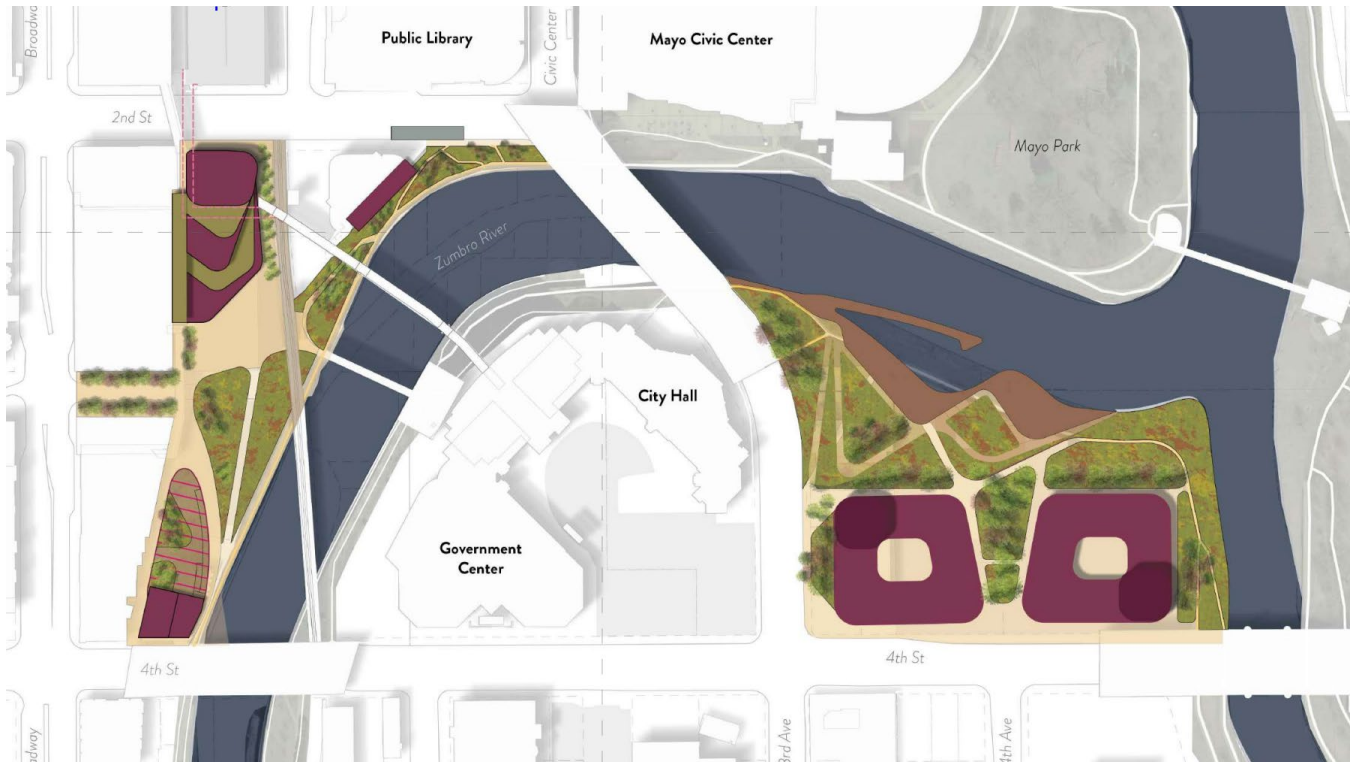 Broadway
Public Library
Civic Center
Mayo Civic Center
2nd St
Mayo Park
Zumbro River
City Hall
Government
Center
4th St
4th St
adway
3rd Ave
4th Ave